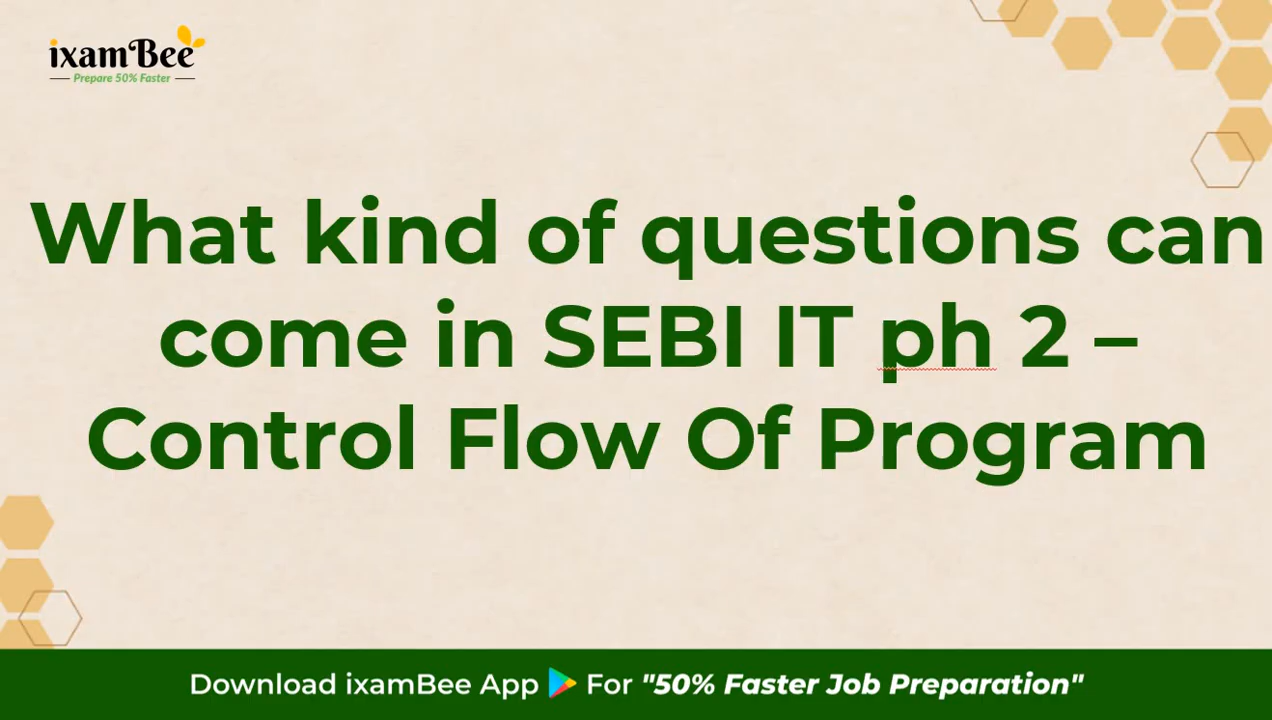 ixamBee
Prepare 50% Faster
What kind of questions can
come in SEBI IT ph 2 –
Control Flow Of Program
Download ixamBee App For "50% Faster Job Preparation"